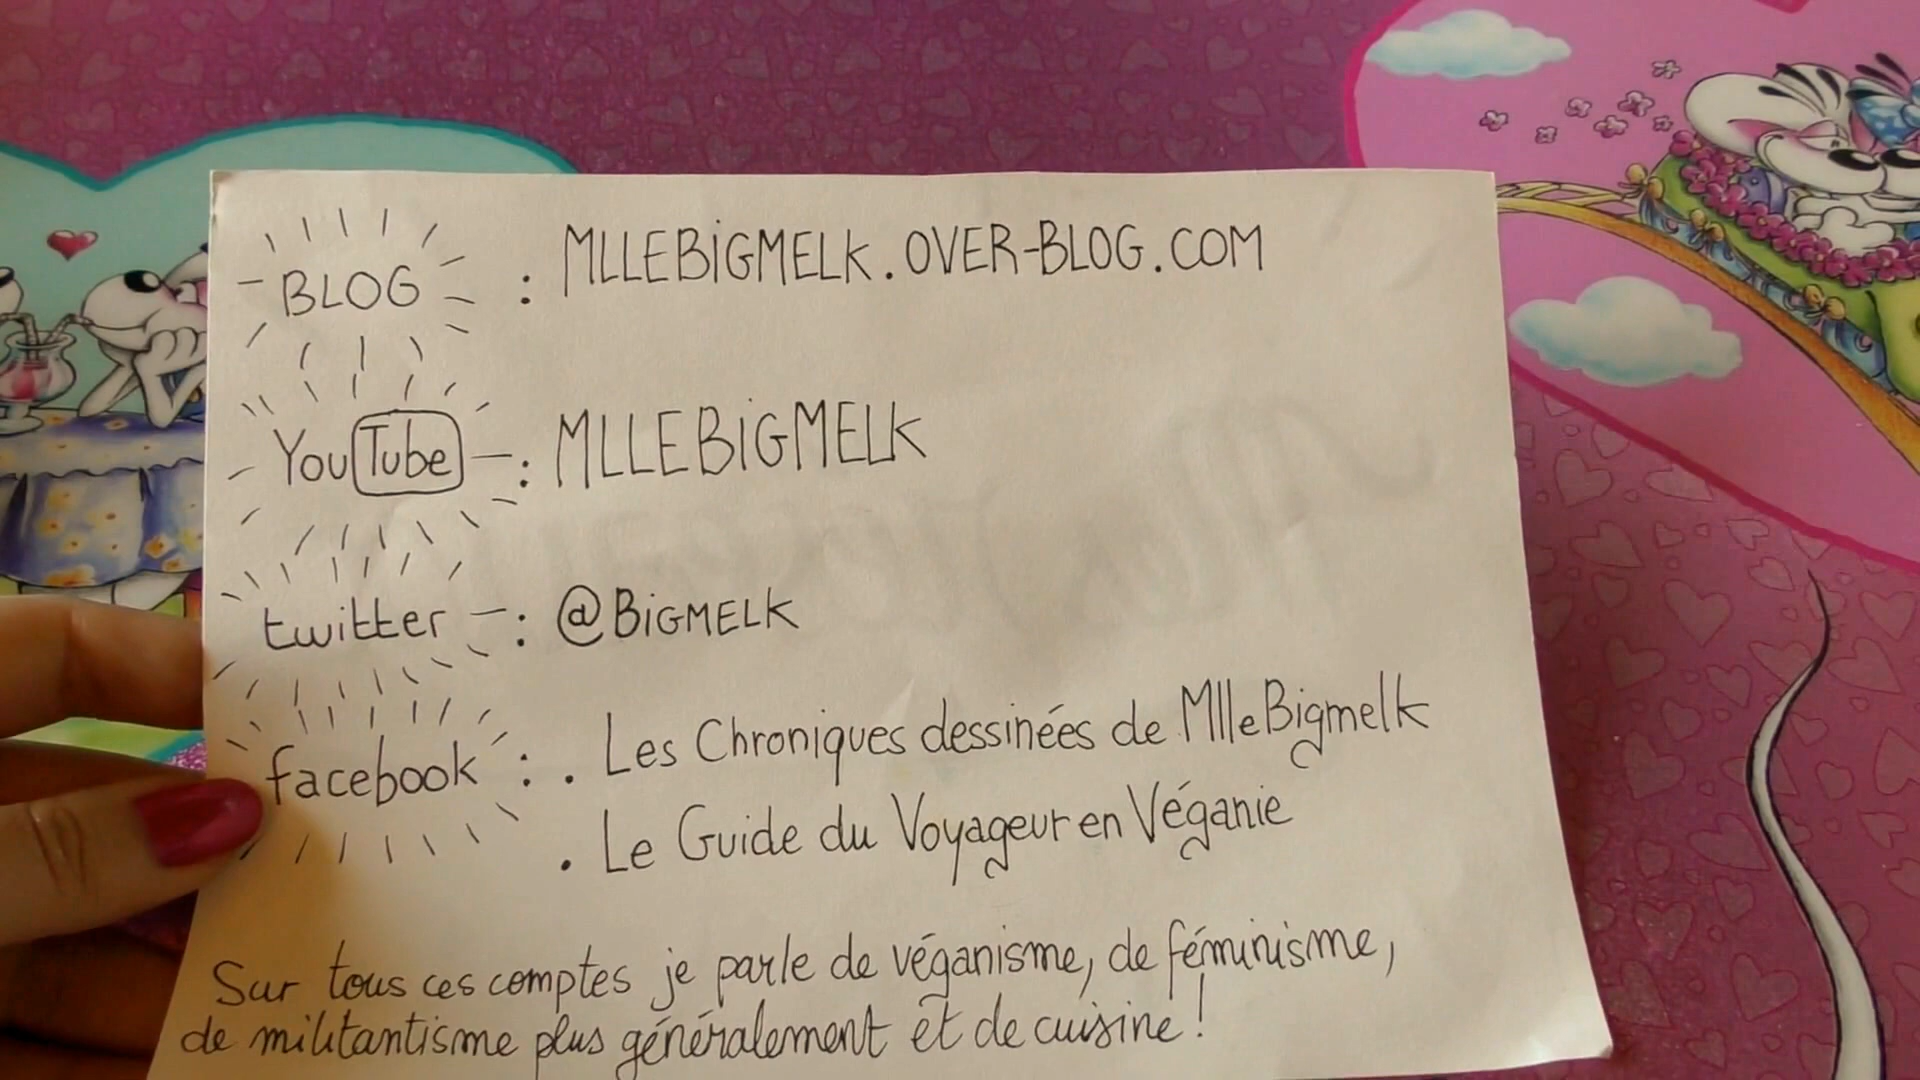 BLOG : MLLEBiGMELK.OVER-BLOG.COM
YouTube : MLLEBiGMELK
twitter : @BiGMELK
facebook : . Les Chroniques dessinées de MlleBigmelk
. Le Guide du Voyageur en Véganie
Sur tous ces comptes je parle de véganisme, de féminisme,
de militantisme plus généralement et de cuisine !